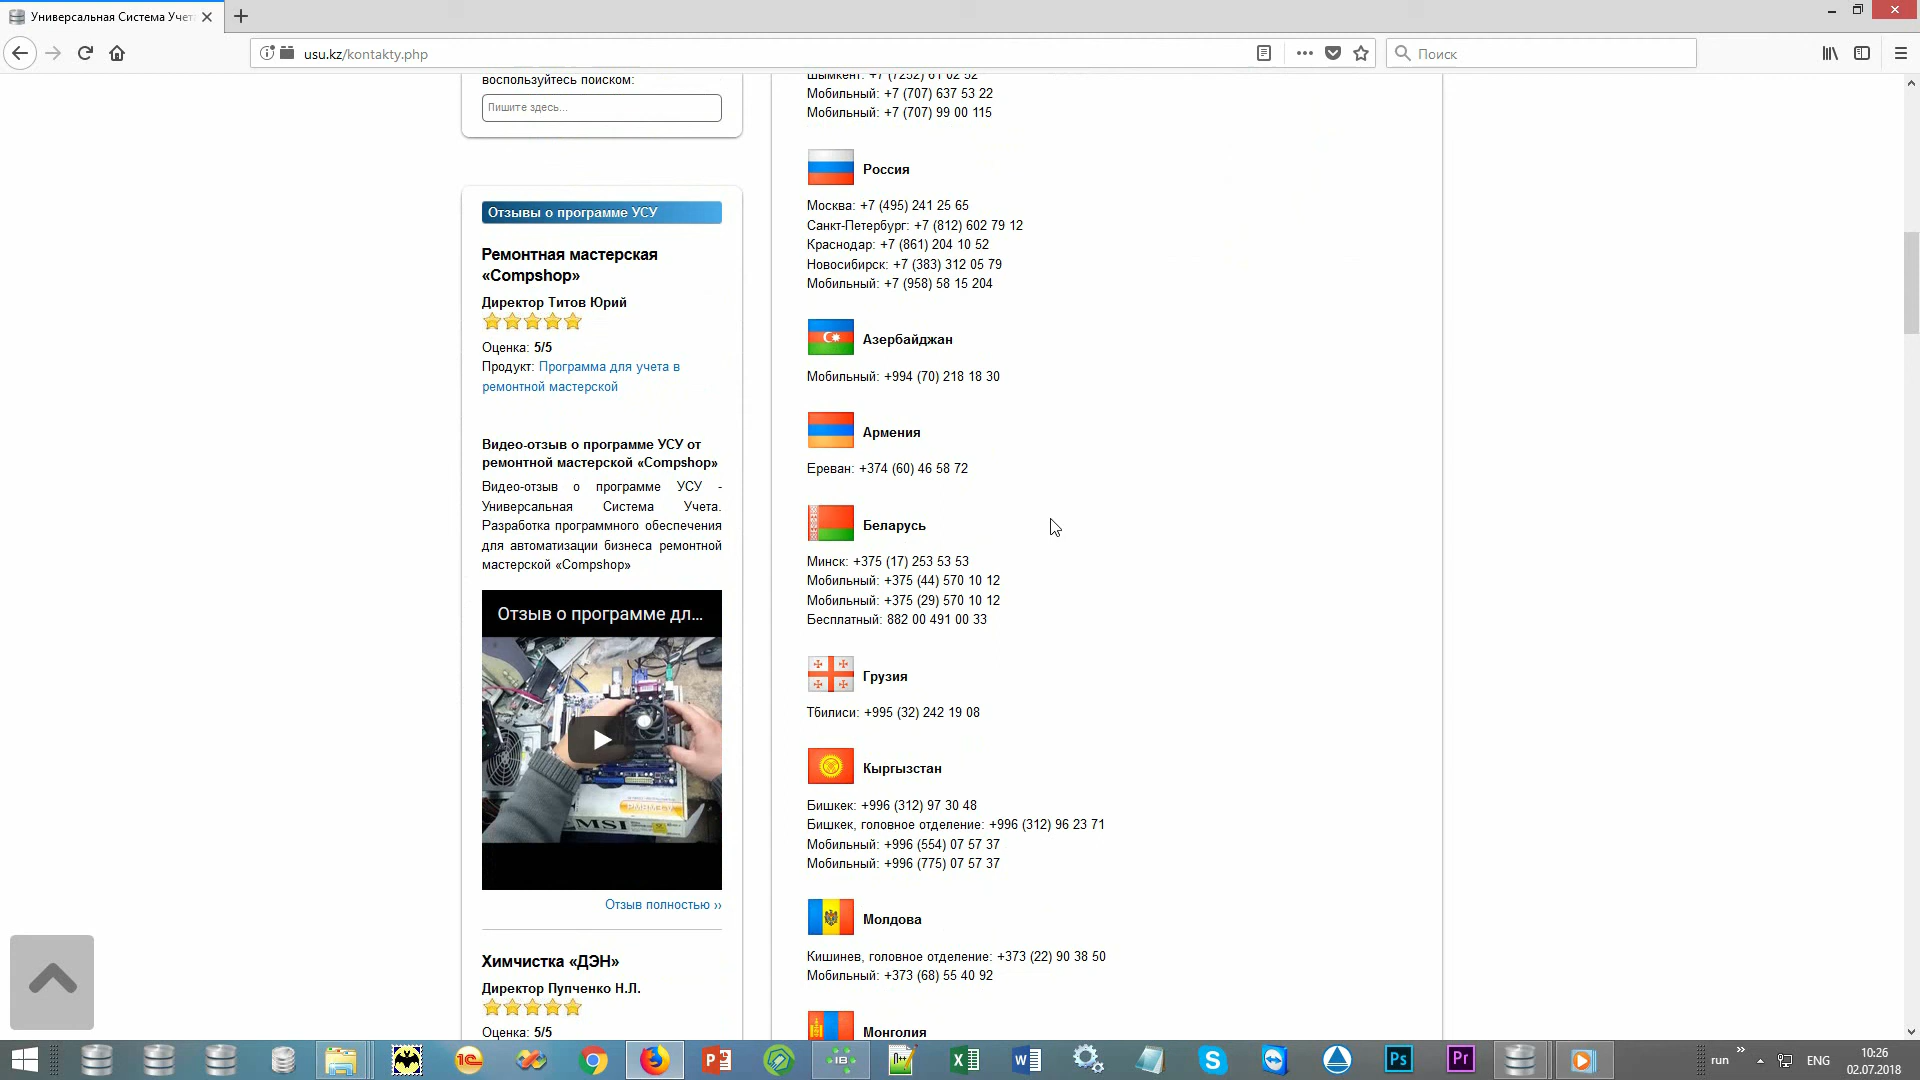 Универсальная Система Учет
usu.kz/kontakty.php
Поиск
воспользуйтесь поиском:
Пишите здесь...
Отзывы о программе УСУ
Ремонтная мастерская
«Compshop»
Директор Титов Юрий
Оценка: 5/5
Продукт: Программа для учета в
ремонтной мастерской
Видео-отзыв о программе УСУ от
ремонтной мастерской «Compshop»
Видео-отзыв о программе УСУ -
Универсальная Система Учета.
Разработка программного обеспечения
для автоматизации бизнеса ремонтной
мастерской «Compshop»
Отзыв о программе дл...
MSI
Отзыв полностью ››
Химчистка «ДЭН»
Директор Пупченко Н.Л.
Оценка: 5/5
Шымкент: +7 (7252) 61 02 52
Мобильный: +7 (707) 637 53 22
Мобильный: +7 (707) 99 00 115
Россия
Москва: +7 (495) 241 25 65
Санкт-Петербург: +7 (812) 602 79 12
Краснодар: +7 (861) 204 10 52
Новосибирск: +7 (383) 312 05 79
Мобильный: +7 (958) 58 15 204
Азербайджан
Мобильный: +994 (70) 218 18 30
Армения
Ереван: +374 (60) 46 58 72
Беларусь
Минск: +375 (17) 253 53 53
Мобильный: +375 (44) 570 10 12
Мобильный: +375 (29) 570 10 12
Бесплатный: 882 00 491 00 33
Грузия
Тбилиси: +995 (32) 242 19 08
Кыргызстан
Бишкек: +996 (312) 97 30 48
Бишкек, головное отделение: +996 (312) 96 23 71
Мобильный: +996 (554) 07 57 37
Мобильный: +996 (775) 07 57 37
Молдова
Кишинев, головное отделение: +373 (22) 90 38 50
Мобильный: +373 (68) 55 40 92
Монголия
run
ENG
10:26
02.07.2018